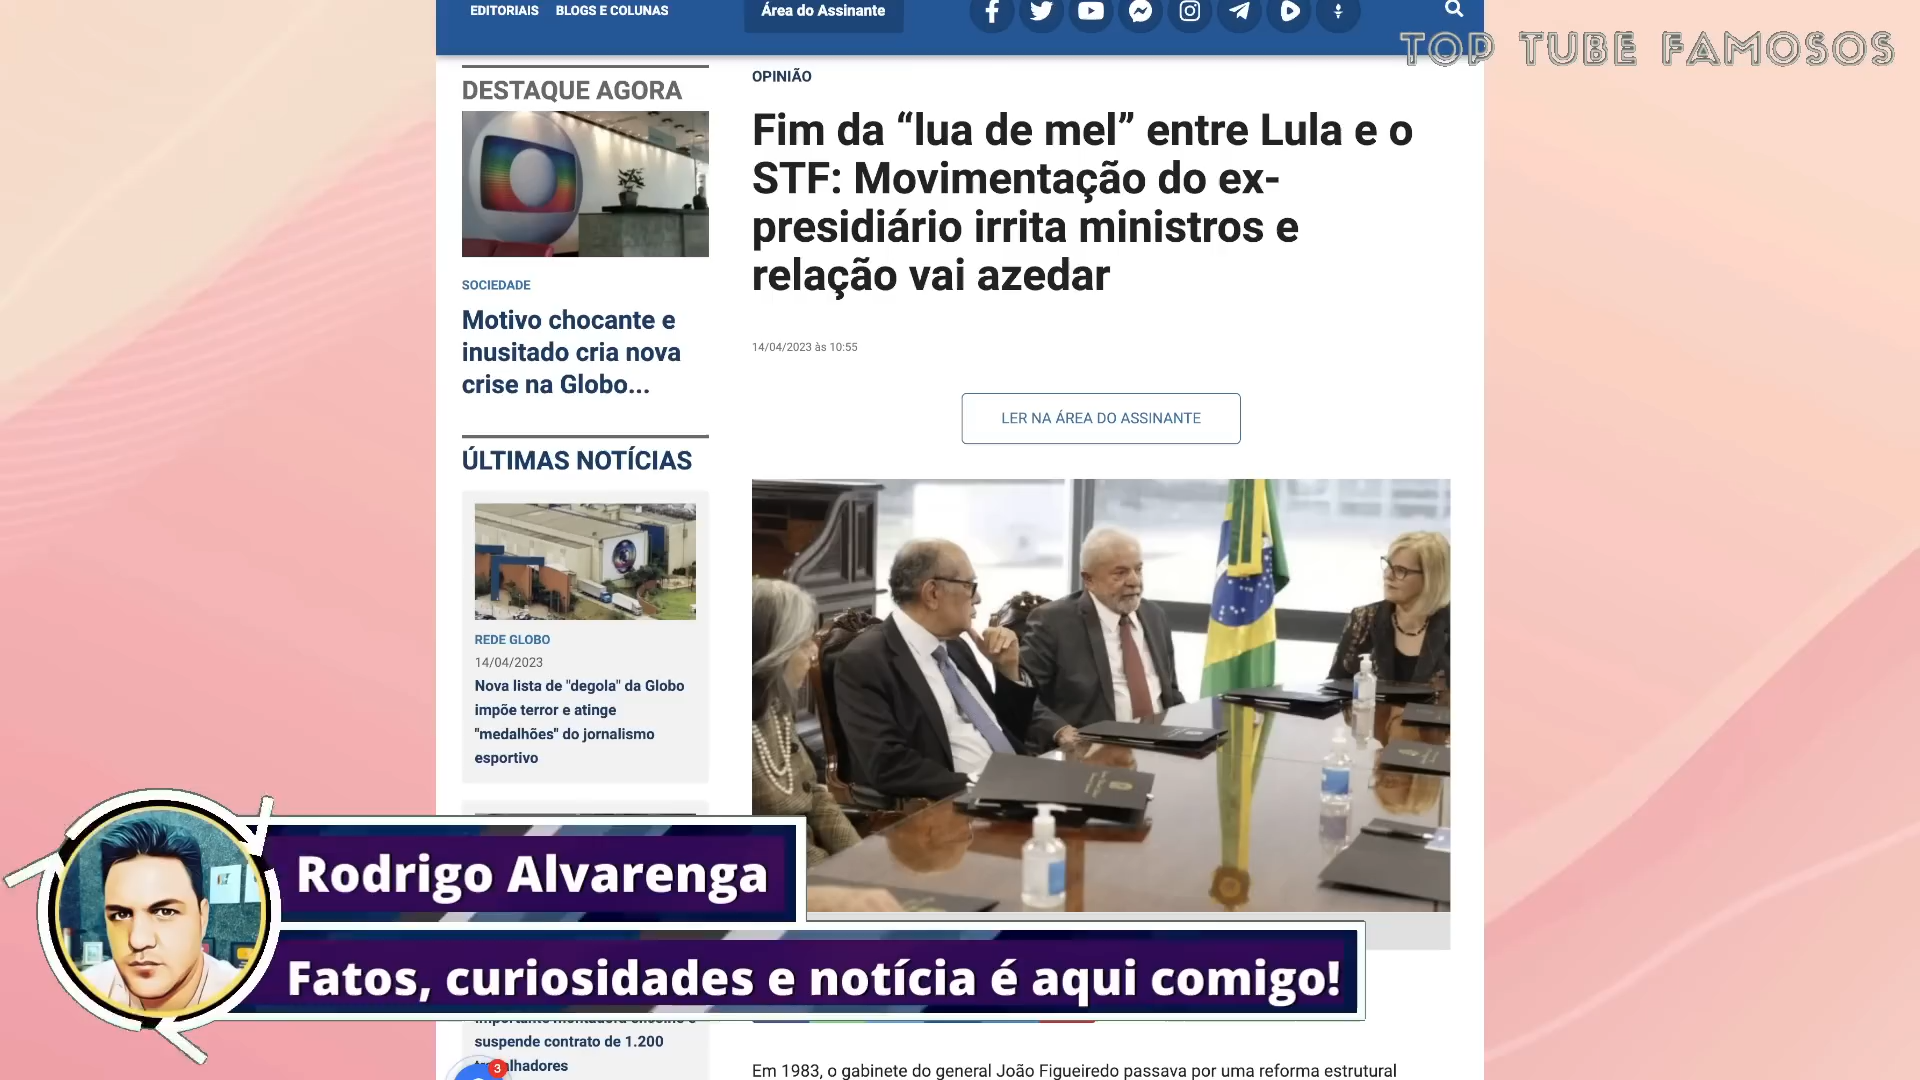 EDITORIAIS BLOGS E COLUNAS
Área do Assinante
TOP TUBE FAMOSOS
DESTAQUE AGORA
SOCIEDADE
Motivo chocante e
inusitado cria nova
crise na Globo...
ÚLTIMAS NOTÍCIAS
REDE GLOBO
14/04/2023
Nova lista de "degola" da Globo
impõe terror e atinge
"medalhões" do jornalismo
esportivo
suspende contrato de 1.200
3
OPINIÃO
Fim da “lua de mel” entre Lula e o
STF: Movimentação do ex-
presidiário irrita ministros e
relação vai azedar
14/04/2023 às 10:55
LER NA ÁREA DO ASSINANTE
Rodrigo Alvarenga
Fatos, curiosidades e notícia é aqui comigo!
Em 1983, o gabinete do general João Figueiredo passava por uma reforma estrutural